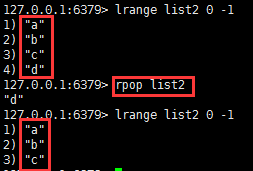 127.0.0.1:6379> lrange list2 0 -1
1) "a"
2) "b"
3) "c"
4) "d"
127.0.0.1:6379> rpop list2
"d"
127.0.0.1:6379> lrange list2 0 -1
1) "a"
2) "b"
3) "c"